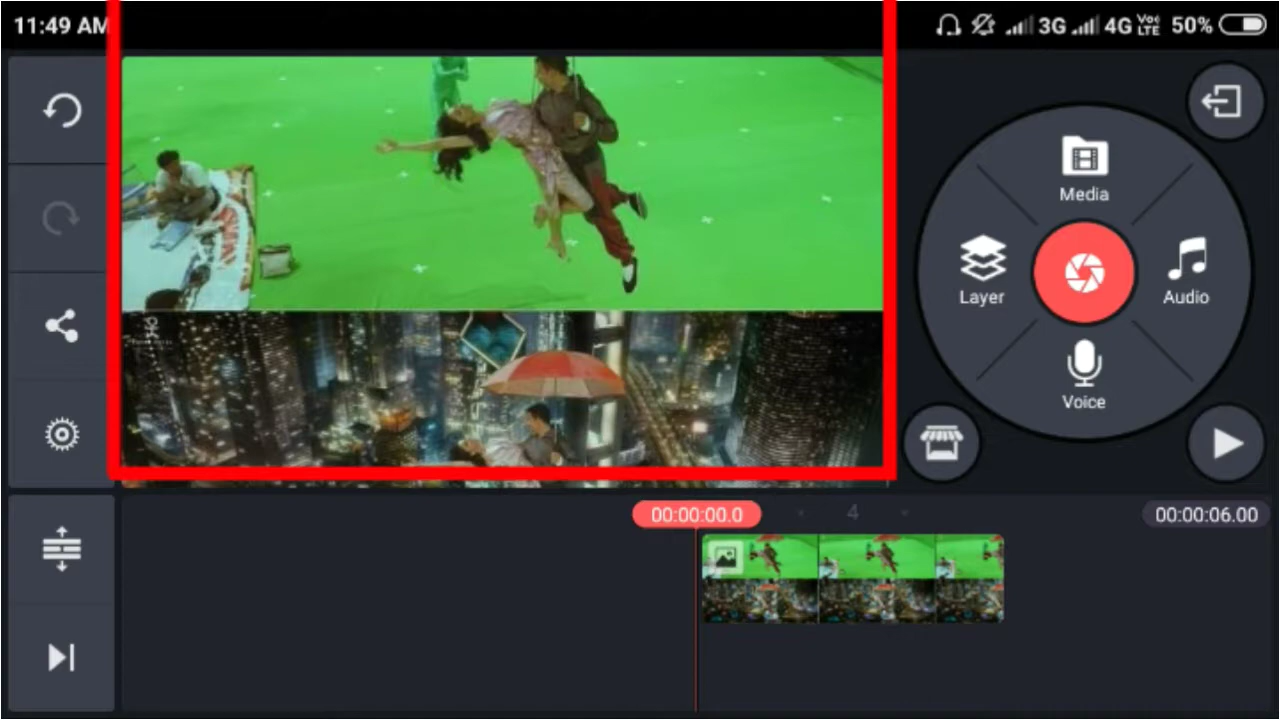 11:49 AM
3G 4G Vo) LTE 50%
Media
Layer
Audio
Voice
00:00:00.0
4
00:00:06.00